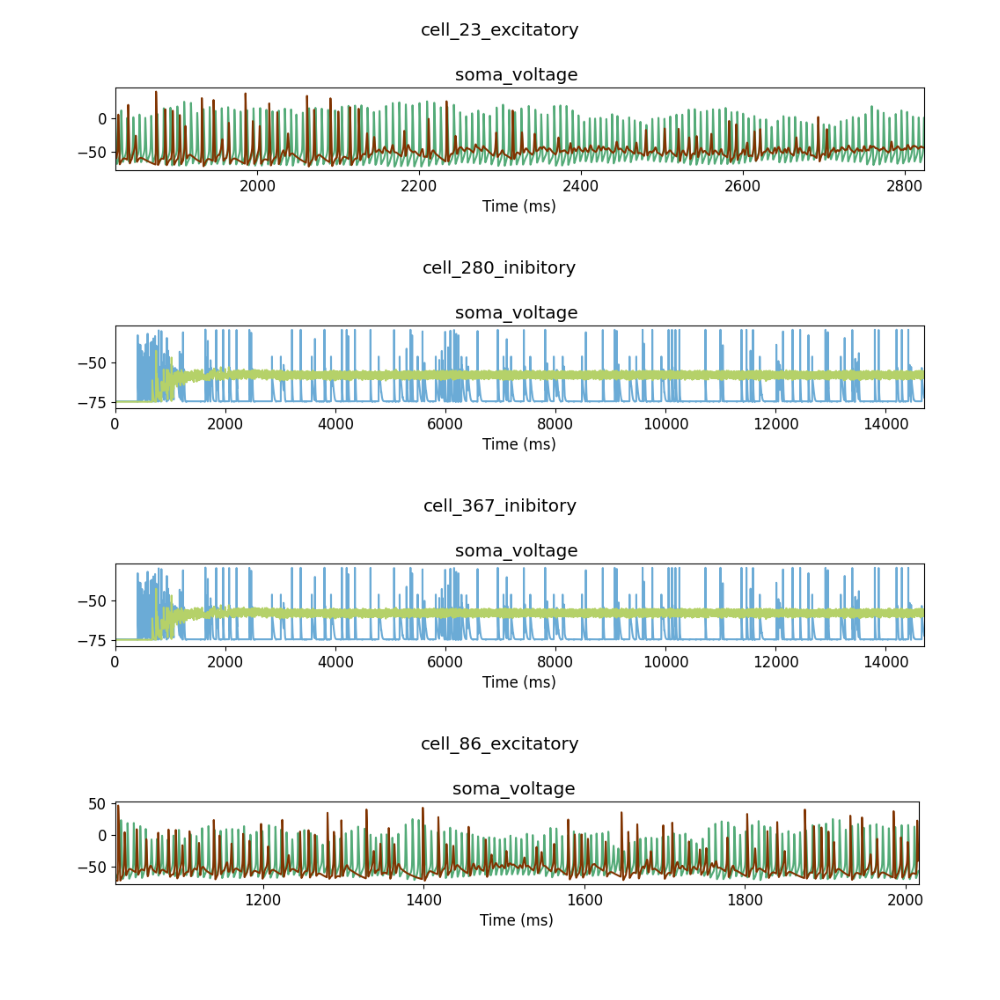 cell_23_excitatory
soma_voltage
0
−50
2000 2200 2400 2600 2800
Time (ms)
cell_280_inibitory
soma_voltage
−50
−75
0 2000 4000 6000 8000 10000 12000 14000
Time (ms)
cell_367_inibitory
soma_voltage
−50
−75
0 2000 4000 6000 8000 10000 12000 14000
Time (ms)
cell_86_excitatory
soma_voltage
50
0
−50
1200 1400 1600 1800 2000
Time (ms)